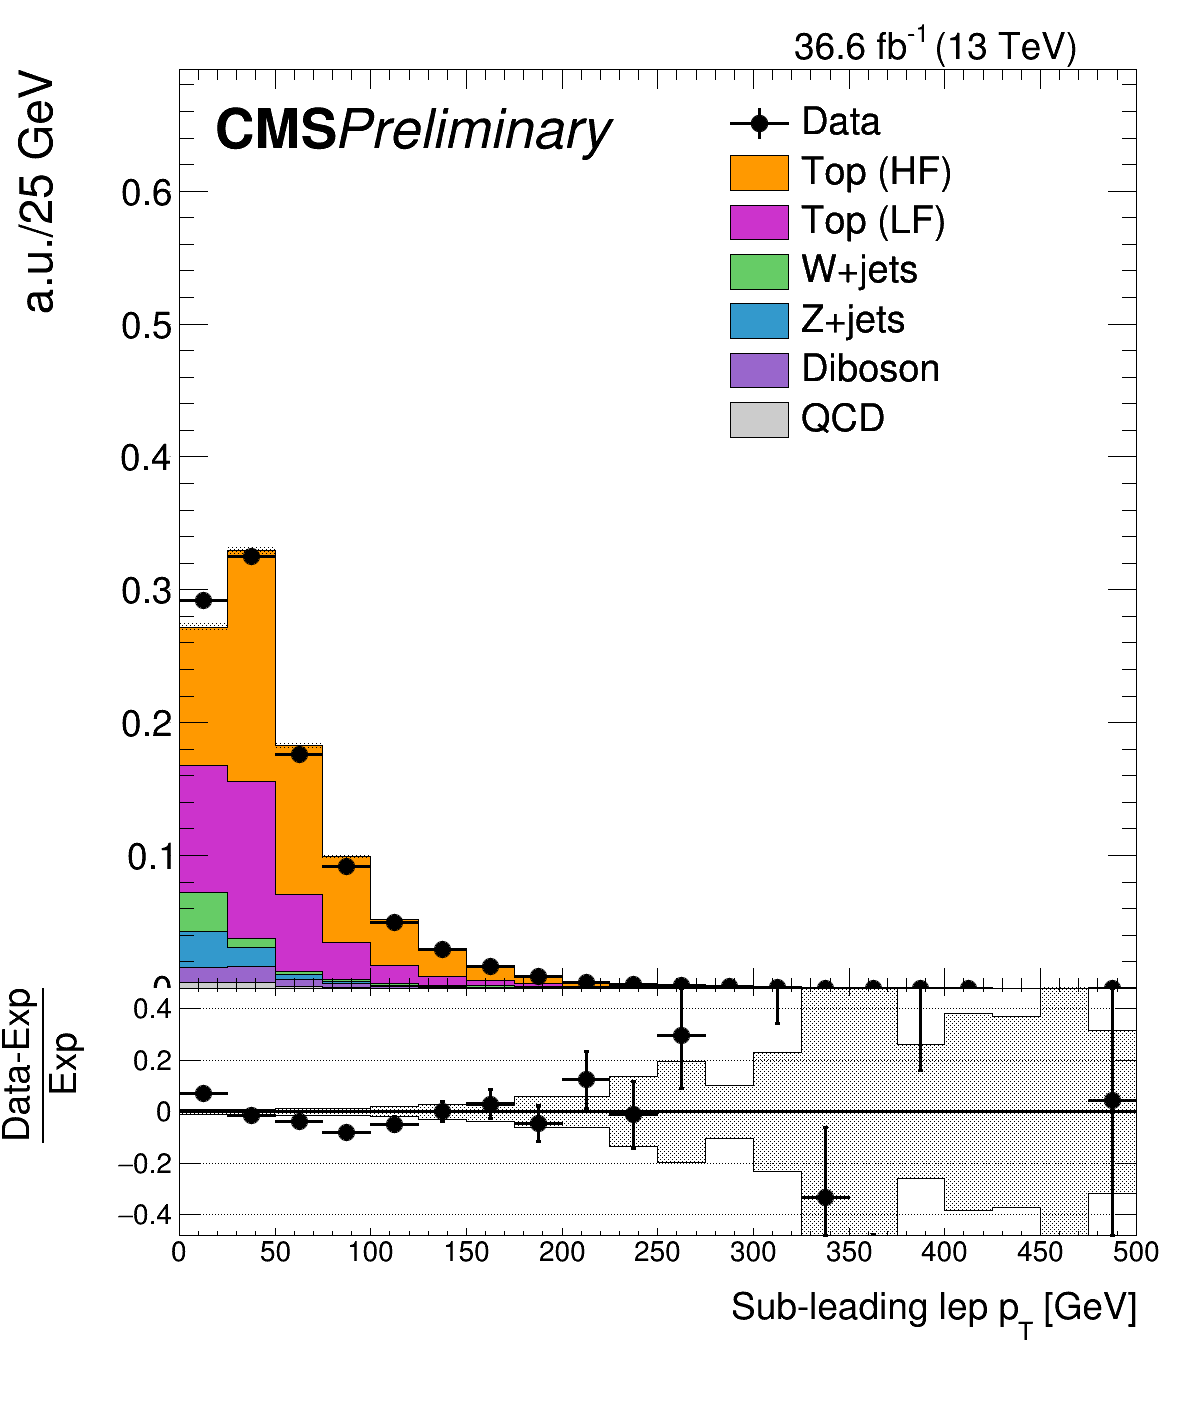 36.6 fb-1 (13 TeV)
CMS Preliminary
a.u./25 GeV
Data
Top (HF)
Top (LF)
W+jets
Z+jets
Diboson
QCD
0.6
0.5
0.4
0.3
0.2
0.1
0
Data-Exp
Exp
0.4
0.2
0
−0.2
−0.4
0 50 100 150 200 250 300 350 400 450 500
Sub-leading lep pT [GeV]